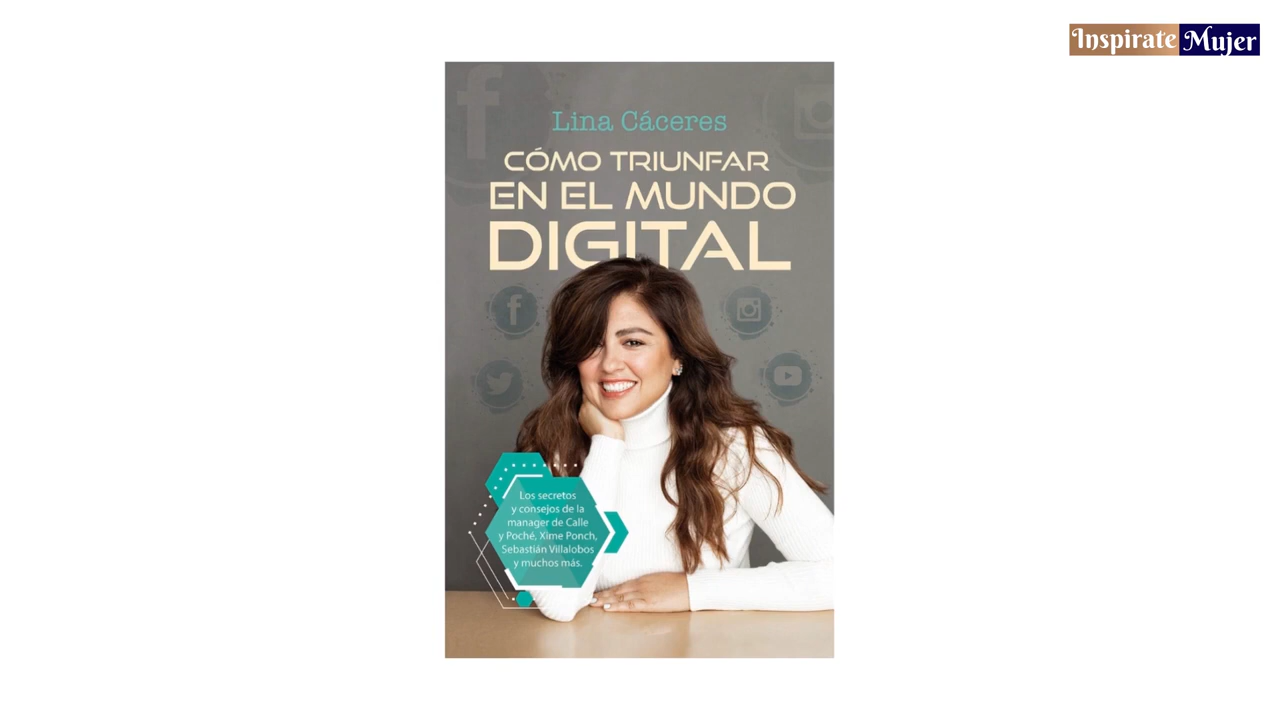 Inspirate Mujer
Lina Cáceres
CÓMO TRIUNFAR
EN EL MUNDO
DIGITAL
Los secretos
y consejos de la
manager de Calle
y Poché, Xime Ponch,
Sebastián Villalobos
y muchos más.